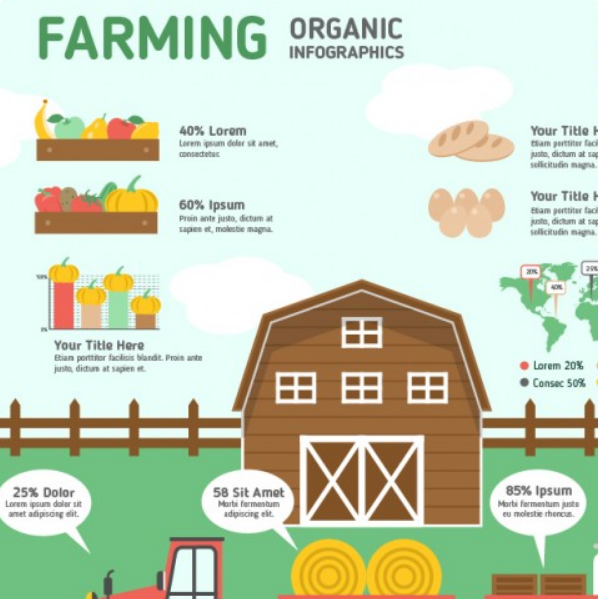 FARMING
ORGANIC
INFOGRAPHICS
40% Lorem
Lorem ipsum dolor sit amet,
consectetur.
60% Ipsum
Proin ante justo, dictum at
sapien et, molestie magna.
100%
0%
Your Title Here
Etiam porttitor facilisis blandit. Proin ante
justo, dictum at sapien et.
Your Title H
Etiam porttitor faci
justo, dictum at sap
sollicitudin magna.
Your Title H
Etiam porttitor faci
justo, dictum at sap
sollicitudin magna.
20%
40%
25%
Lorem 20%
Consec 50%
25% Dolor
Lorem ipsum dolor sit
amet adipiscing elit.
58 Sit Amet
Morbi fermentum
adipiscing elit.
85% Ipsum
Morbi fermentum justo
eu molestie rhoncus.